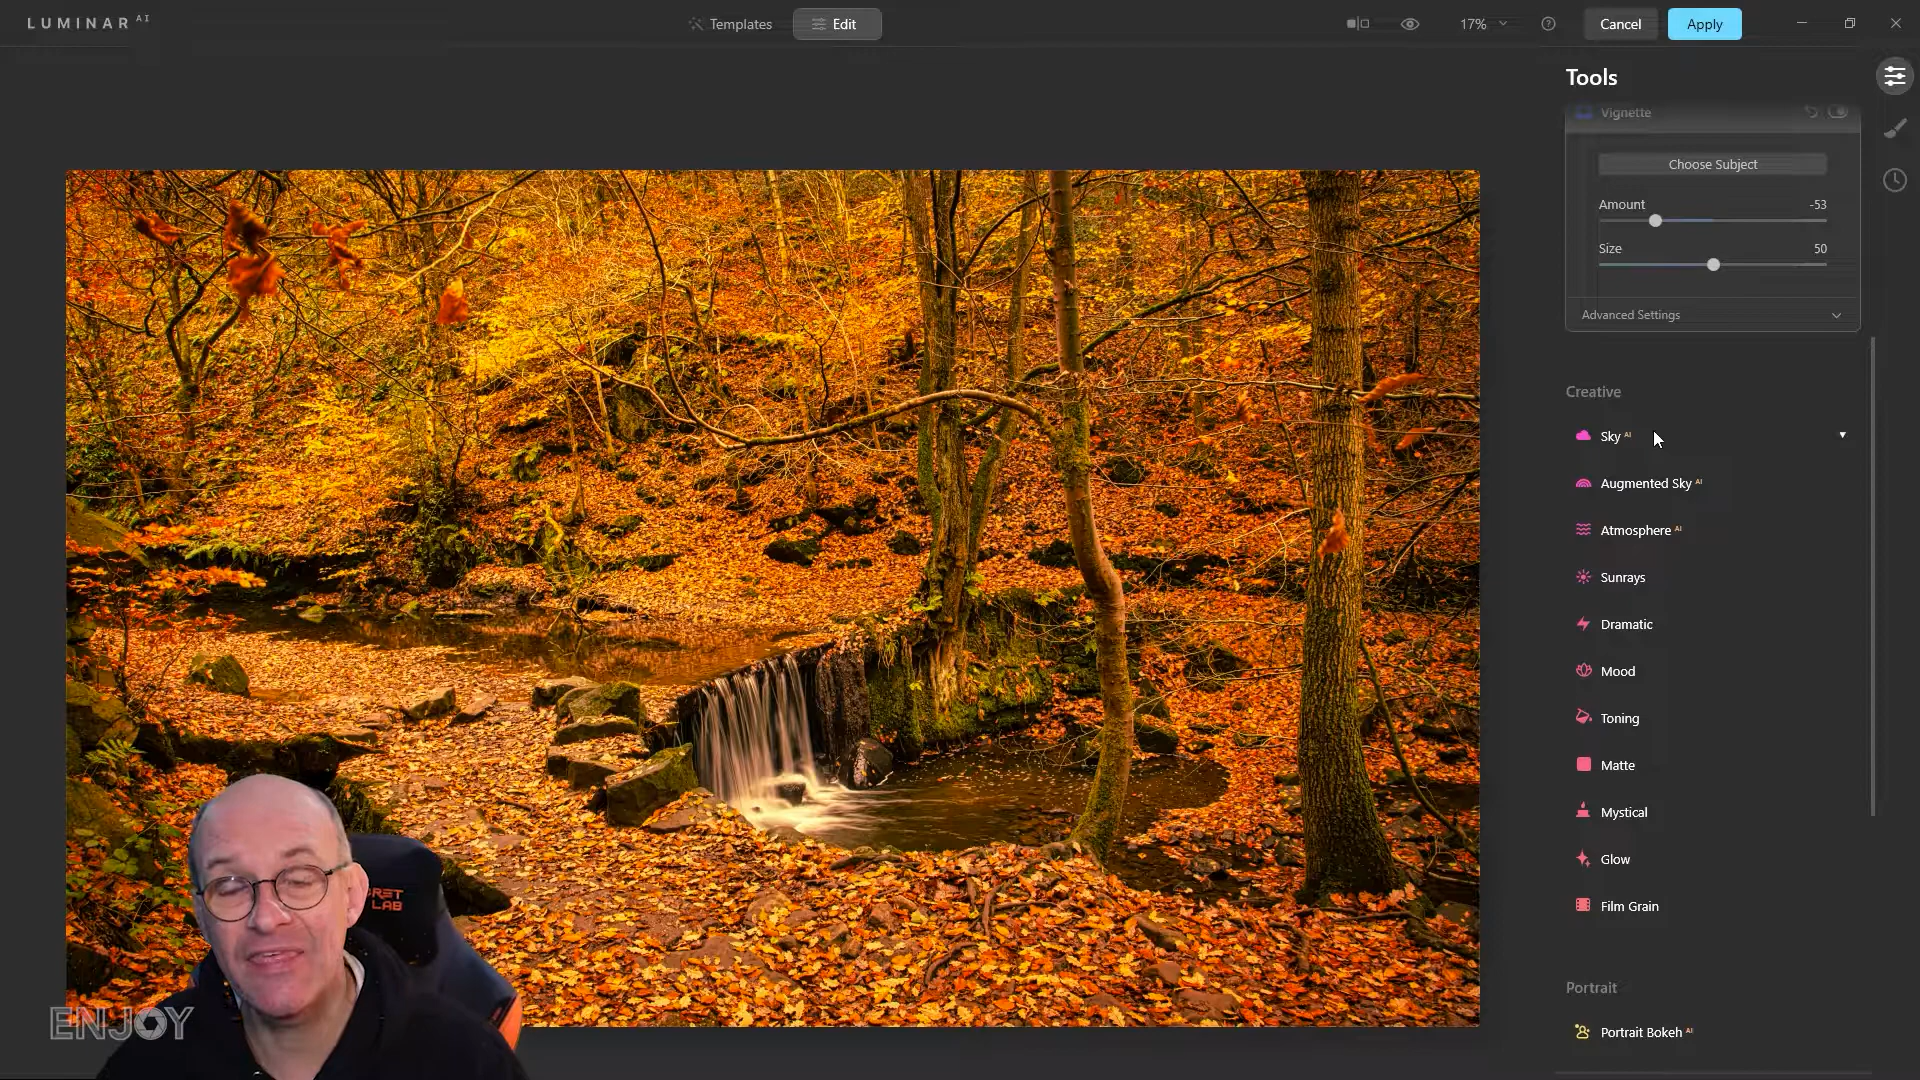 LUMINAR AI
Templates
Edit
17%
Cancel
Apply
Tools
Vignette
Choose Subject
Amount -53
Size 50
Advanced Settings
Creative
Sky AI
Augmented Sky AI
Atmosphere AI
Sunrays
Dramatic
Mood
Toning
Matte
Mystical
Glow
Film Grain
Portrait
Portrait Bokeh AI
LAB
ENJOY